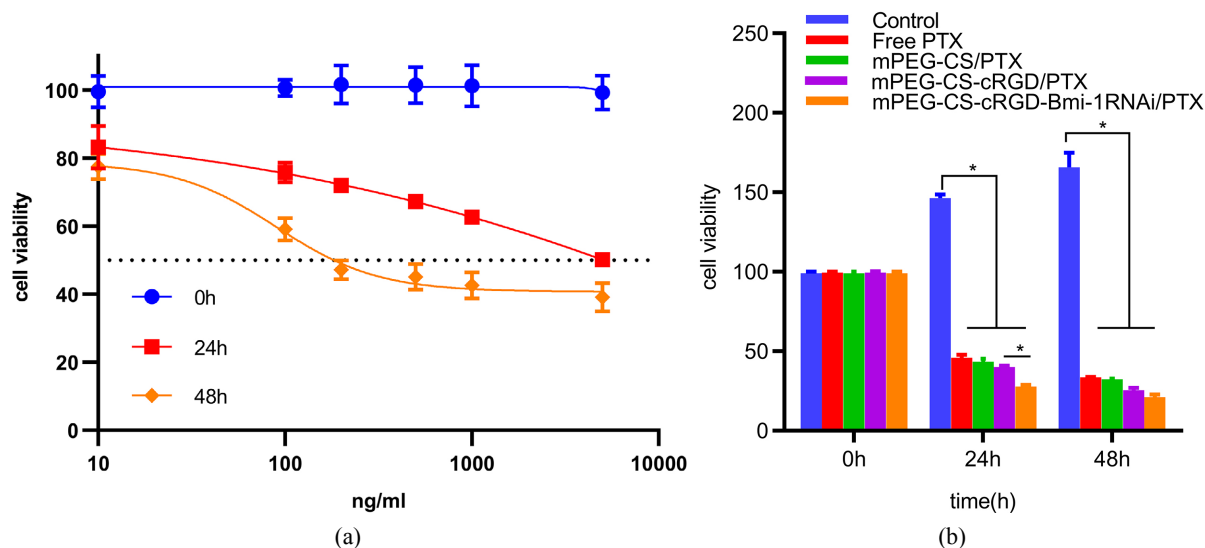 cell viability
100
80
60
40
20
0
0h
24h
48h
10
100
1000
10000
ng/ml
(a)
Control
Free PTX
mPEG-CS/PTX
mPEG-CS-cRGD/PTX
mPEG-CS-cRGD-Bmi-1RNAi/PTX
cell viability
250
200
150
100
50
0
*
*
*
0h
24h
48h
time(h)
(b)